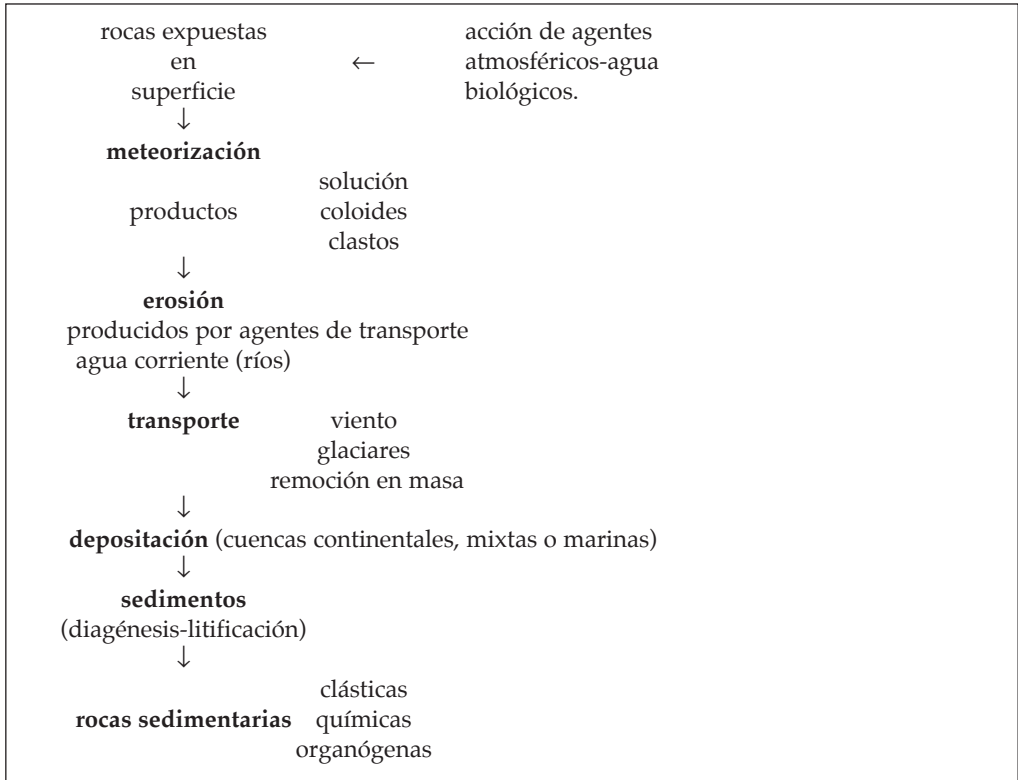 rocas expuestas acción de agentes
en ← atmosféricos-agua
superficie biológicos.
↓
meteorización
solución
productos coloides
clastos
↓
erosión
producidos por agentes de transporte
agua corriente (ríos)
↓
transporte viento
glaciares
remoción en masa
↓
depositación (cuencas continentales, mixtas o marinas)
↓
sedimentos
(diagénesis-litificación)
↓
clásticas
rocas sedimentarias químicas
organógenas